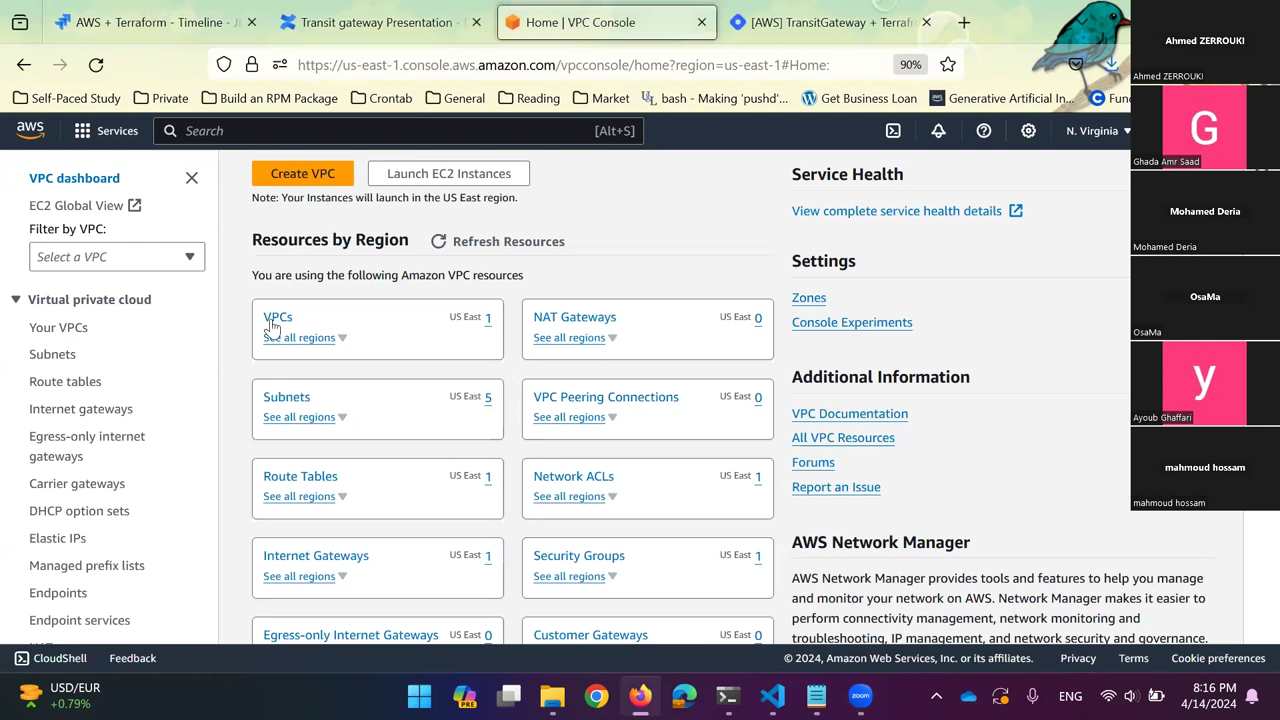 AWS + Terraform - Timeline - Ji
Transit gateway Presentation -
Home | VPC Console
[AWS] TransitGateway + Terrafr
https://us-east-1.console.aws.amazon.com/vpcconsole/home?region=us-east-1#Home:
90%
Self-Paced Study
Private
Build an RPM Package
Crontab
General
Reading
Market
bash - Making 'pushd'...
Get Business Loan
Generative Artificial In...
Fun
aws
Services
Search
[Alt+S]
N. Virginia
VPC dashboard
EC2 Global View
Filter by VPC:
Select a VPC
Virtual private cloud
Your VPCs
Subnets
Route tables
Internet gateways
Egress-only internet
gateways
Carrier gateways
DHCP option sets
Elastic IPs
Managed prefix lists
Endpoints
Endpoint services
Create VPC
Launch EC2 Instances
Note: Your Instances will launch in the US East region.
Resources by Region
Refresh Resources
You are using the following Amazon VPC resources
VPCs
US East 1
See all regions
NAT Gateways
US East 0
See all regions
Subnets
US East 5
See all regions
VPC Peering Connections
US East 0
See all regions
Route Tables
US East 1
See all regions
Network ACLs
US East 1
See all regions
Internet Gateways
US East 1
See all regions
Security Groups
US East 1
See all regions
Egress-only Internet Gateways
US East 0
Customer Gateways
US East 0
Service Health
View complete service health details
Settings
Zones
Console Experiments
Additional Information
VPC Documentation
All VPC Resources
Forums
Report an Issue
AWS Network Manager
AWS Network Manager provides tools and features to help you manage
and monitor your network on AWS. Network Manager makes it easier to
perform connectivity management, network monitoring and
troubleshooting, IP management, and network security and governance.
Ahmed ZERROUKI
Ahmed ZERROUKI
G
Ghada Amr Saad
Mohamed Deria
Mohamed Deria
OsaMa
OsaMa
y
Ayoub Ghaffari
mahmoud hossam
mahmoud hossam
CloudShell
Feedback
© 2024, Amazon Web Services, Inc. or its affiliates.
Privacy
Terms
Cookie preferences
USD/EUR
+0.79%
PRE
zoom
ENG
8:16 PM
4/14/2024